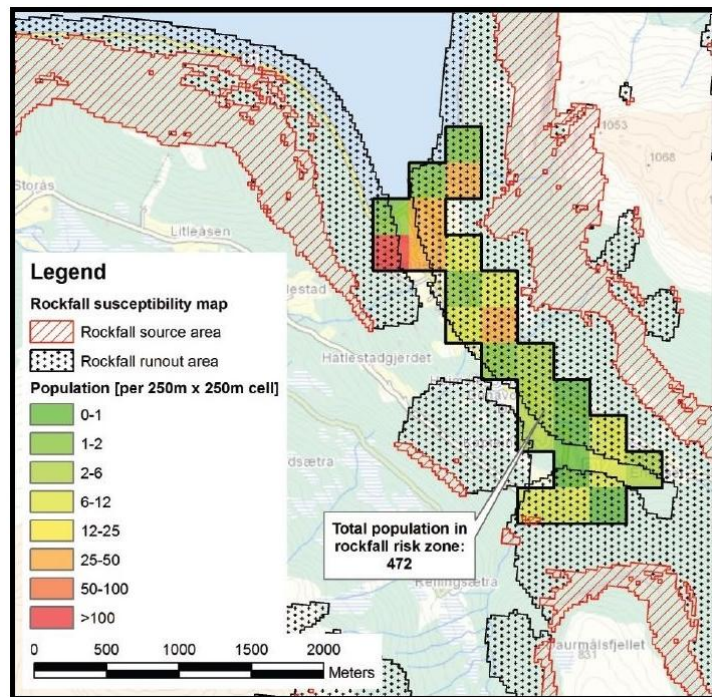 1053
1068
Storås
Litleåsen
Legend
Rockfall susceptibility map
Rockfall source area
Rockfall runout area
Population [per 250m x 250m cell]
0-1
1-2
2-6
6-12
12-25
25-50
50-100
>100
lestad
Hatlestadgjerdet
dsætra
Total population in
rockfall risk zone:
472
Rellingsætra
aurmålsfjellet
831
0 500 1000 1500 2000
Meters